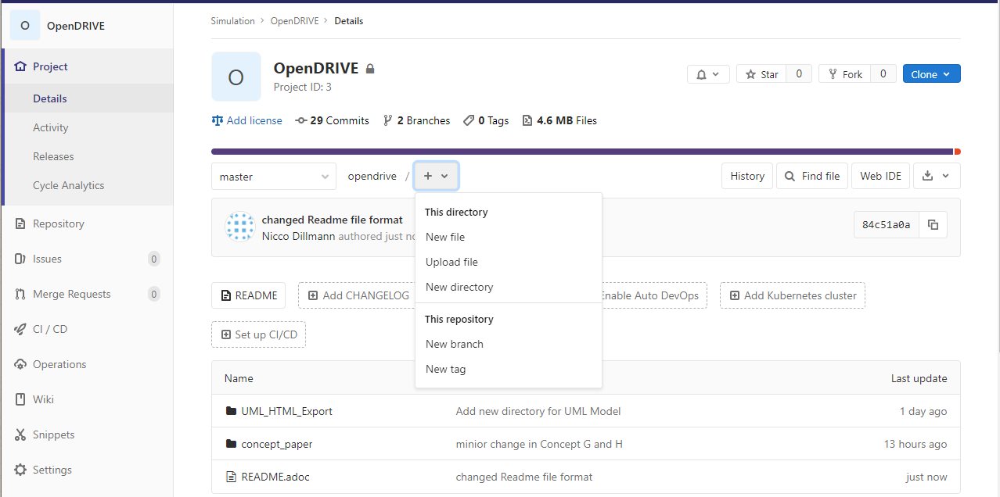 O OpenDRIVE
Project
Details
Activity
Releases
Cycle Analytics
Repository
Issues 0
Merge Requests 0
CI / CD
Operations
Wiki
Snippets
Settings
Simulation > OpenDRIVE > Details
O
OpenDRIVE
Project ID: 3
Star 0 Fork 0 Clone
Add license 29 Commits 2 Branches 0 Tags 4.6 MB Files
master opendrive / + History Find file Web IDE
This directory
New file
Upload file
New directory
This repository
New branch
New tag
changed Readme file format
Nicco Dillmann authored just
84c51a0a
README Add CHANGELOG Enable Auto DevOps Add Kubernetes cluster
Set up CI/CD
Name Last update
UML_HTML_Export Add new directory for UML Model 1 day ago
concept_paper minior change in Concept G and H 13 hours ago
README.adoc changed Readme file format just now